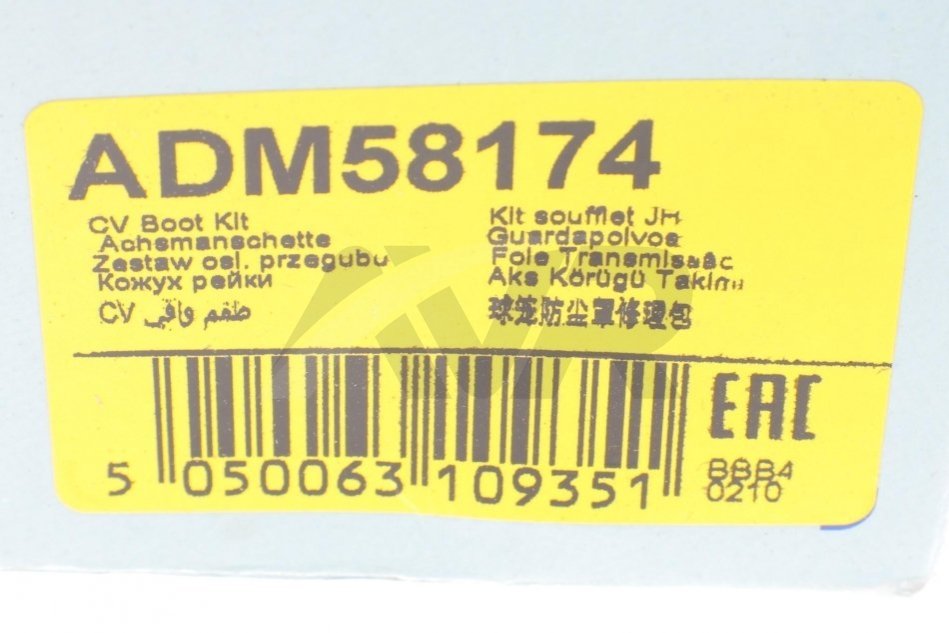 ADM58174
CV Boot Kit
Achsmanschette
Zestaw osł. przegubu
Кожух рейки
طقم واقي CV
Kit soufflet JH
Guardapolvos
Fole Transmissão
Aks Körüğü Takımı
球笼防尘罩修理包
5 050063 109351
EAC
BBB4
0210